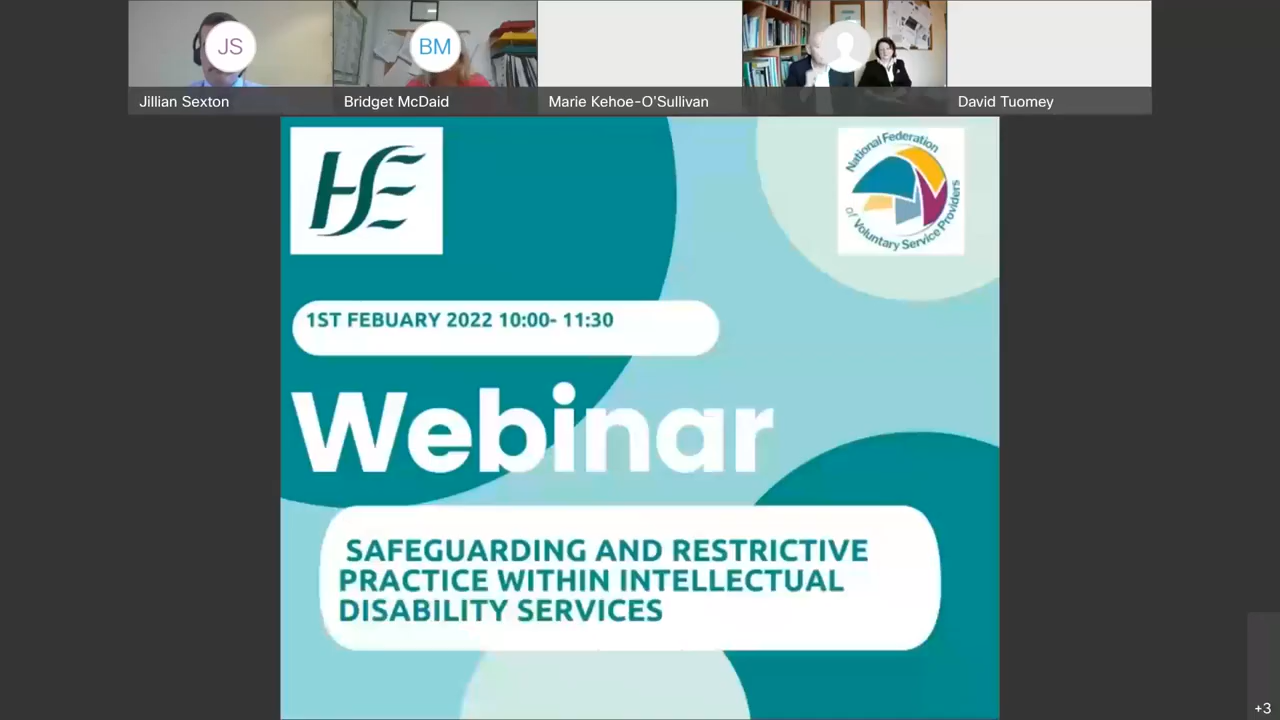 JS
BM
Jillian Sexton
Bridget McDaid
Marie Kehoe-O'Sullivan
David Tuomey
HSE
National Federation
of Voluntary Service Providers
1ST FEBUARY 2022 10:00- 11:30
Webinar
SAFEGUARDING AND RESTRICTIVE
PRACTICE WITHIN INTELLECTUAL
DISABILITY SERVICES
+3